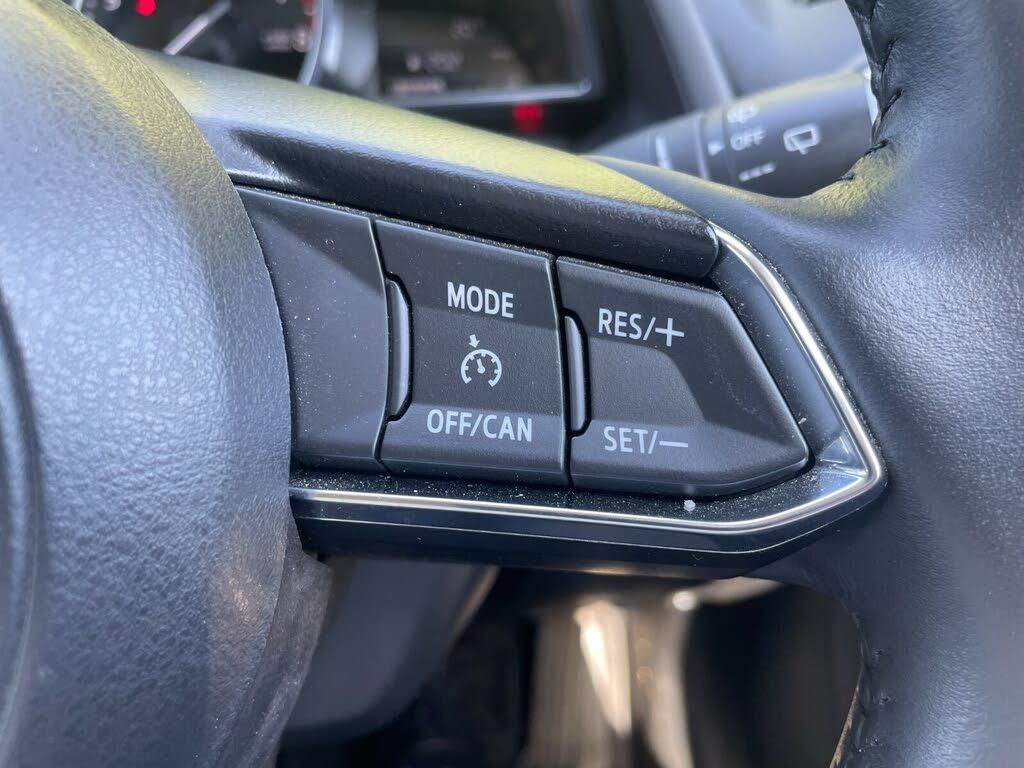 OFF
MODE
OFF/CAN
RES/+
SET/—